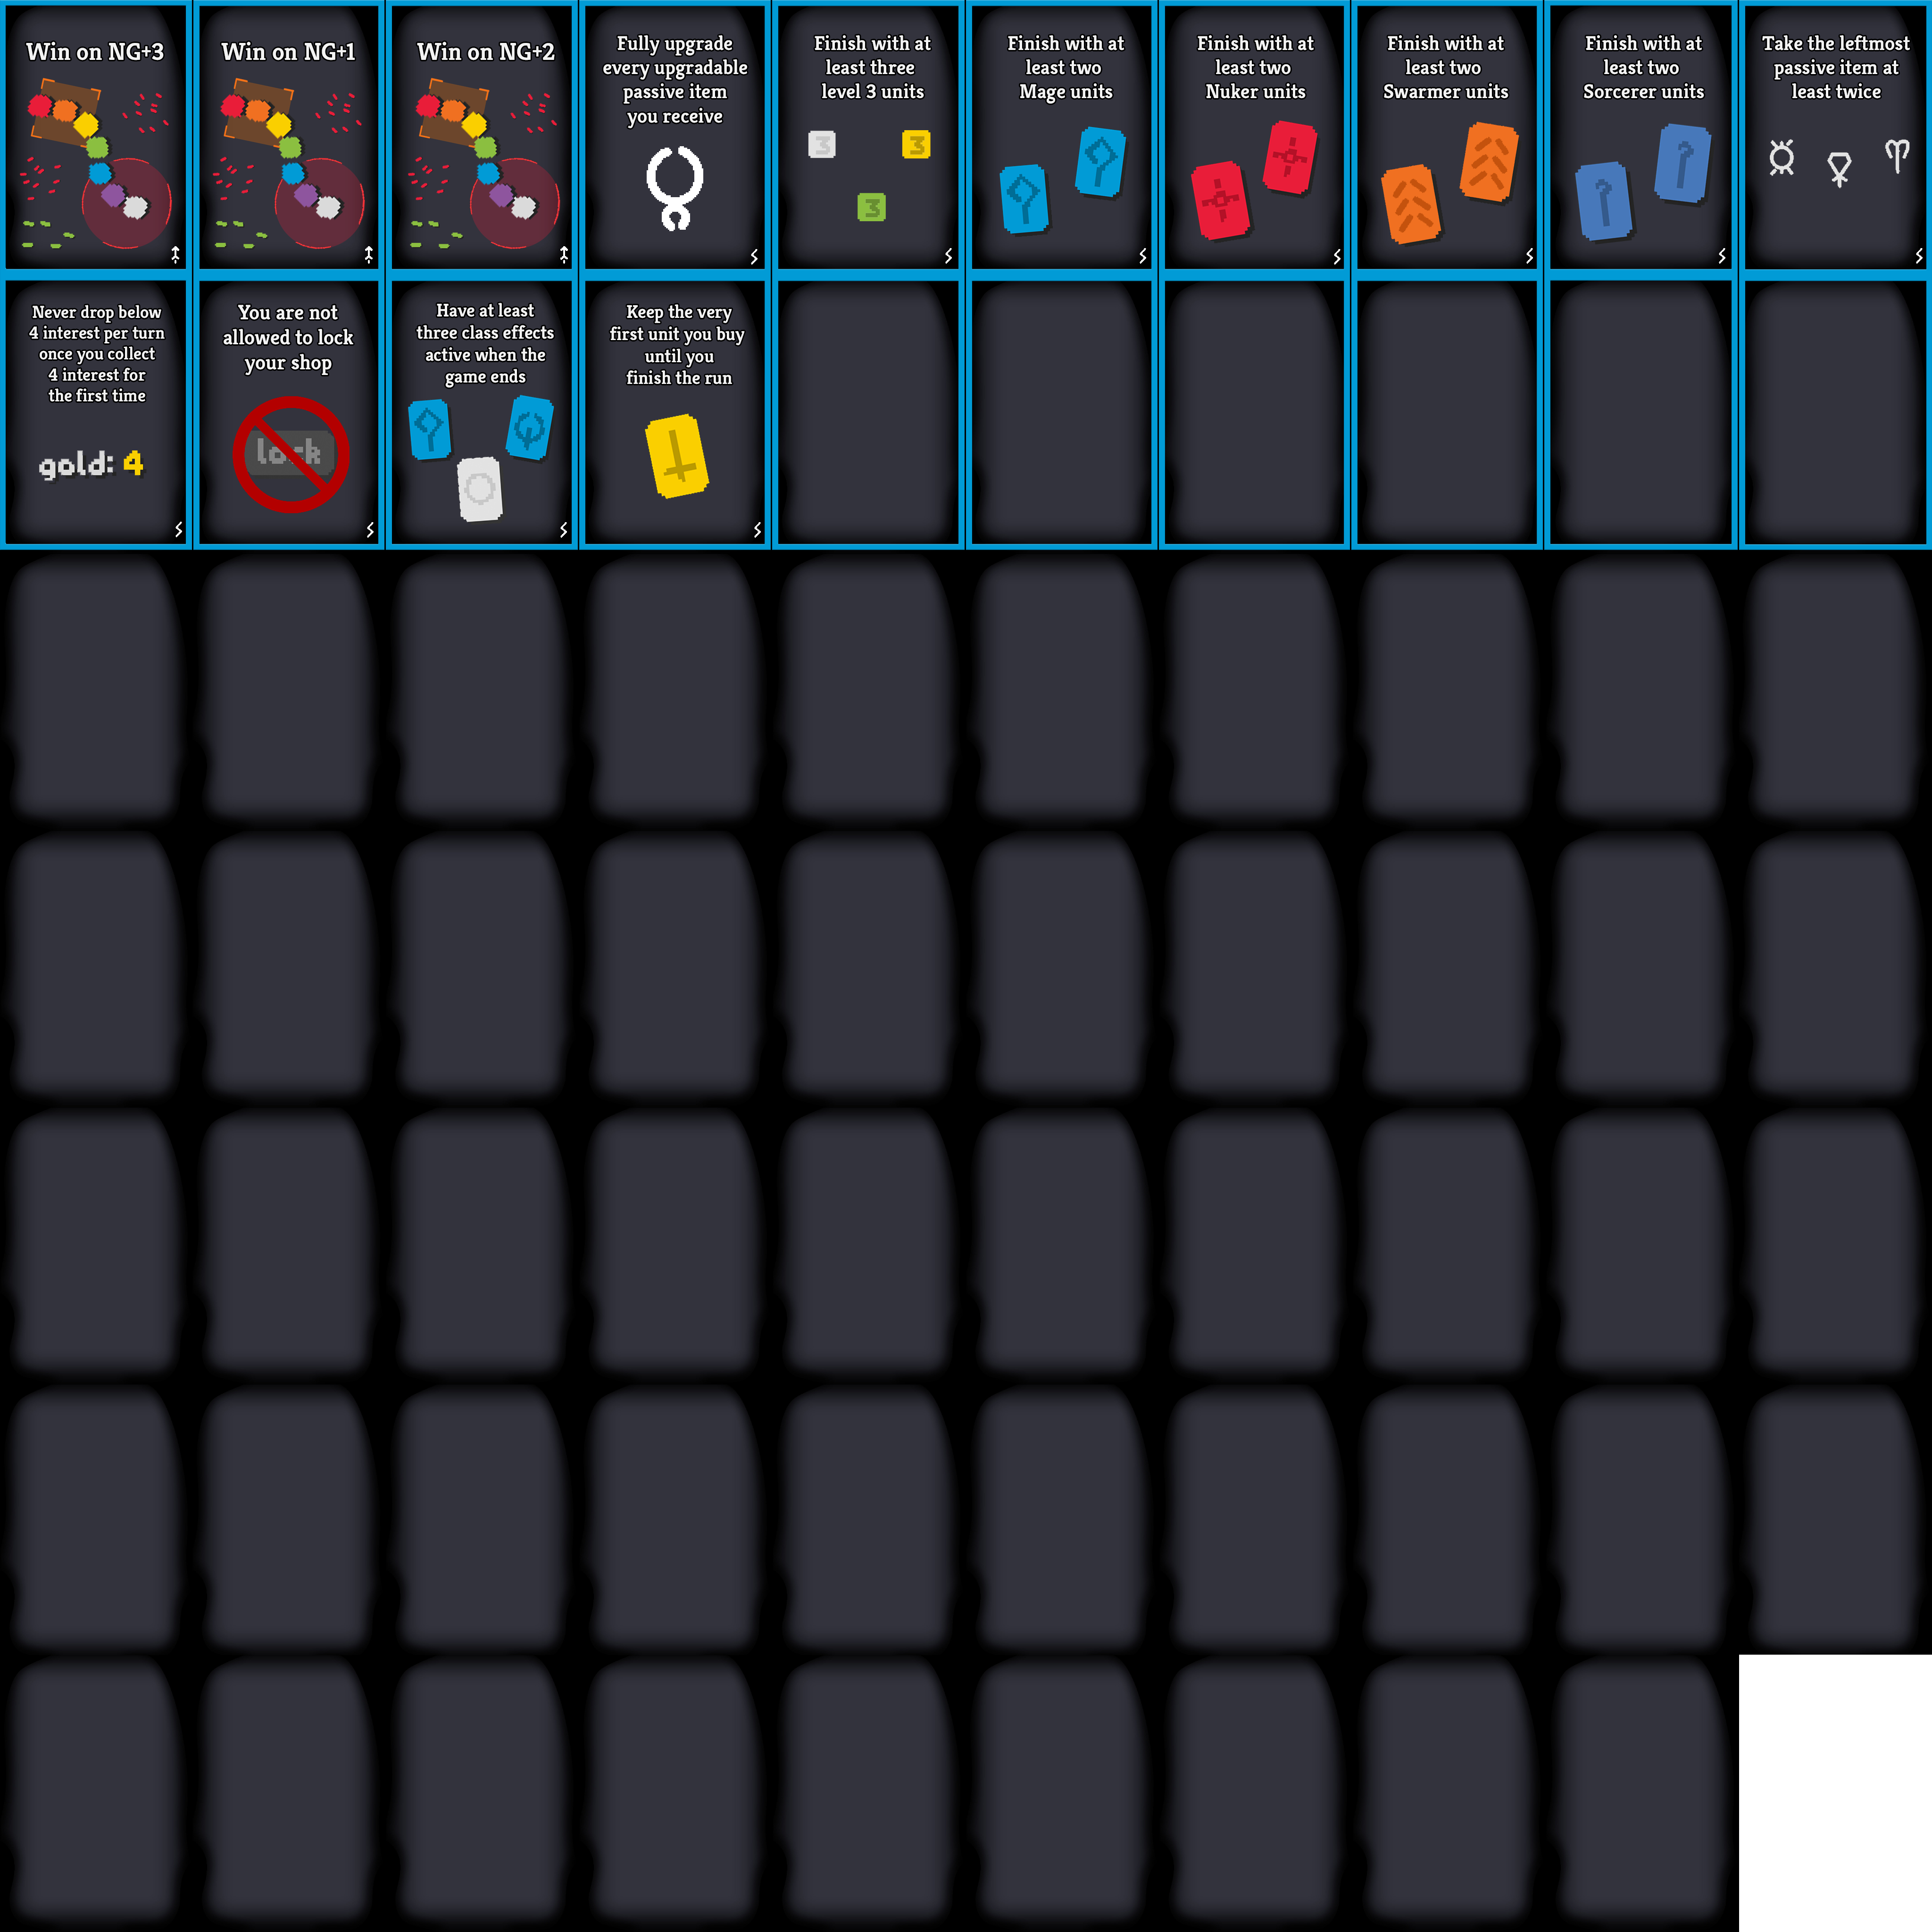 Win on NG+3
Win on NG+1
Win on NG+2
Fully upgrade
every upgradable
passive item
you receive
Finish with at
least three
level 3 units
3
3
3
Finish with at
least two
Mage units
Finish with at
least two
Nuker units
Finish with at
least two
Swarmer units
Finish with at
least two
Sorcerer units
Take the leftmost
passive item at
least twice
Never drop below
4 interest per turn
once you collect
4 interest for
the first time
gold: 4
You are not
allowed to lock
your shop
lock
Have at least
three class effects
active when the
game ends
Keep the very
first unit you buy
until you
finish the run